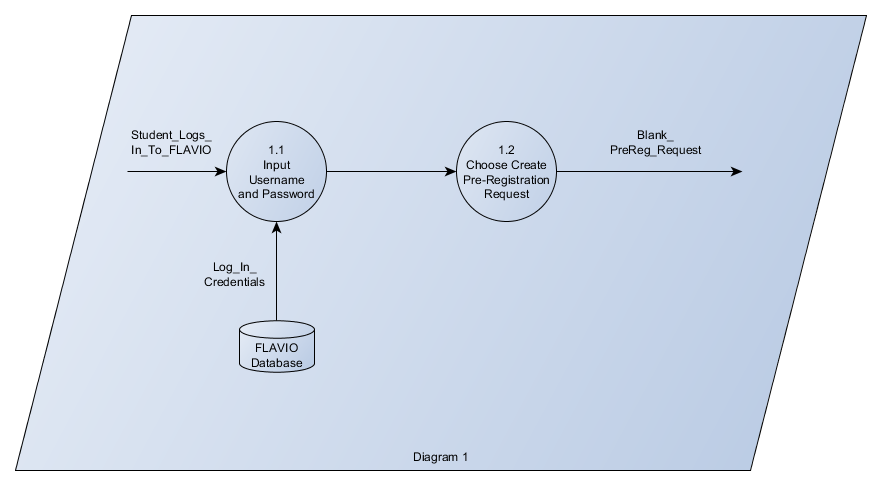 Student_Logs_
In_To_FLAVIO
1.1
Input
Username
and Password
1.2
Choose Create
Pre-Registration
Request
Blank_
PreReg_Request
Log_In_
Credentials
FLAVIO
Database
Diagram 1